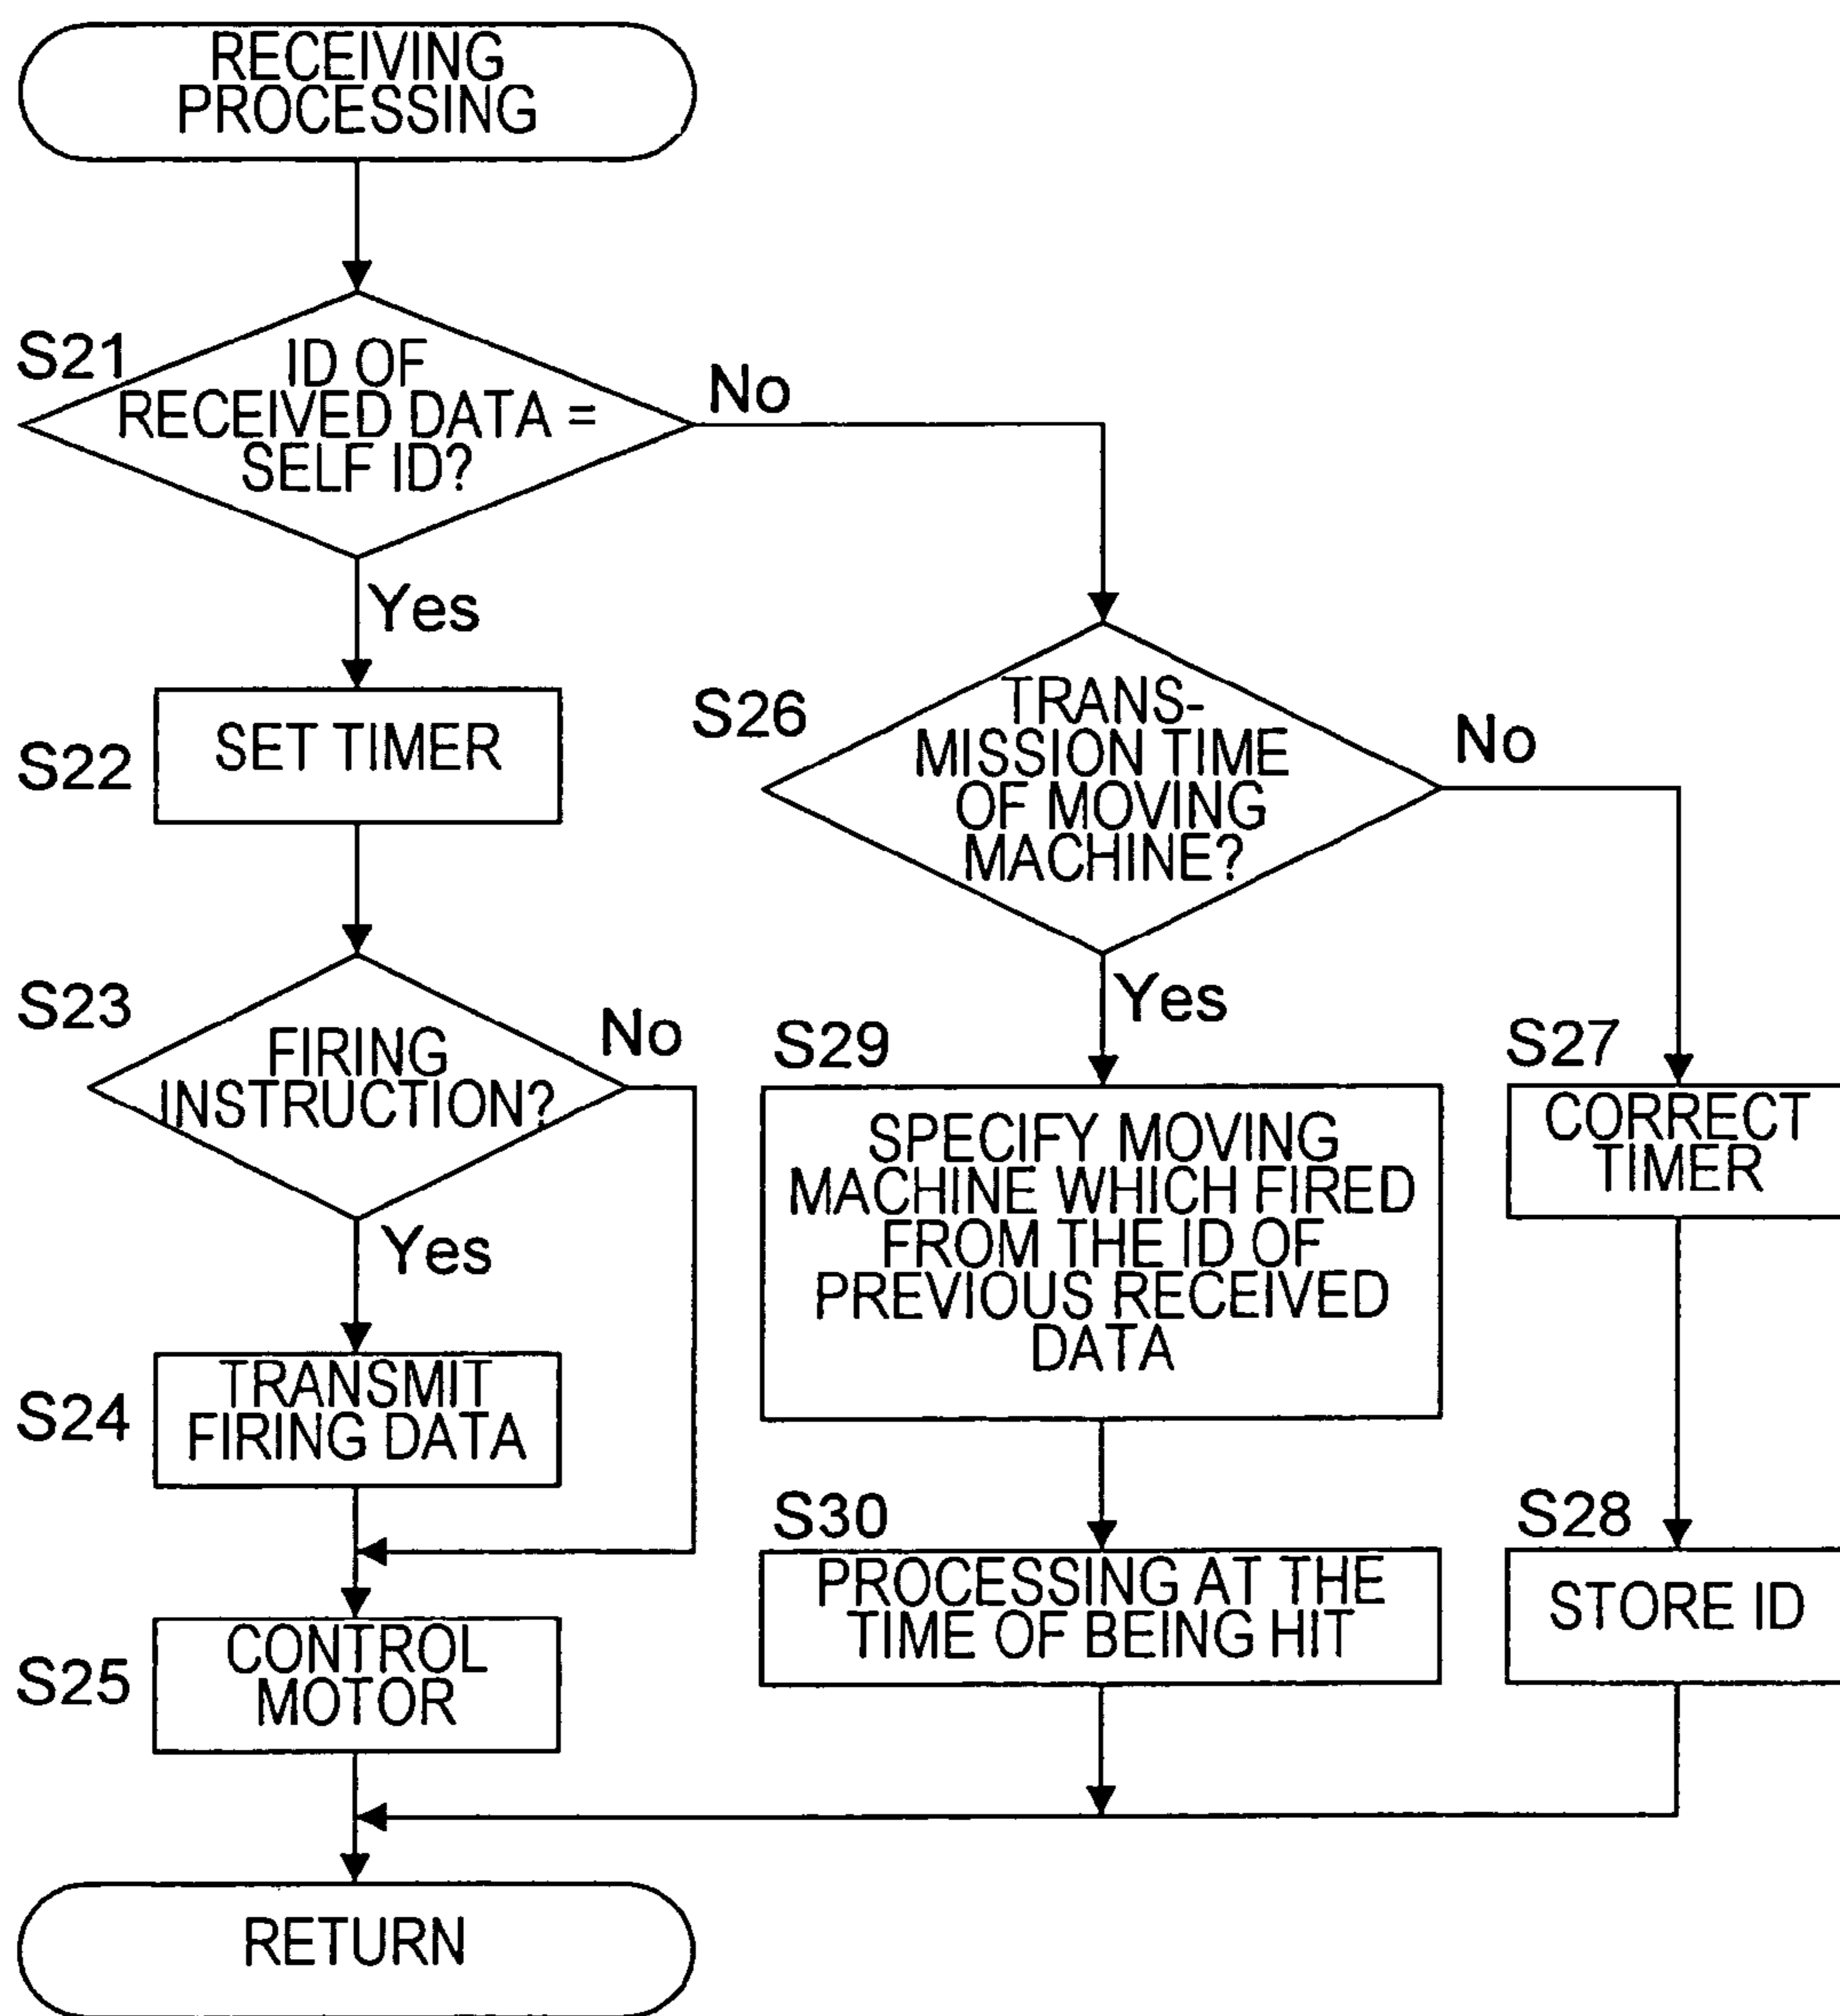 RECEIVING
PROCESSING
S21
ID OF
RECEIVED DATA =
SELF ID?
No
Yes
S22
SET TIMER
S23
FIRING
INSTRUCTION?
No
Yes
S24
TRANSMIT
FIRING DATA
S25
CONTROL
MOTOR
S26
TRANS-
MISSION TIME
OF MOVING
MACHINE?
No
Yes
S29
SPECIFY MOVING
MACHINE WHICH FIRED
FROM THE ID OF
PREVIOUS RECEIVED
DATA
S30
PROCESSING AT THE
TIME OF BEING HIT
S27
CORRECT
TIMER
S28
STORE ID
RETURN